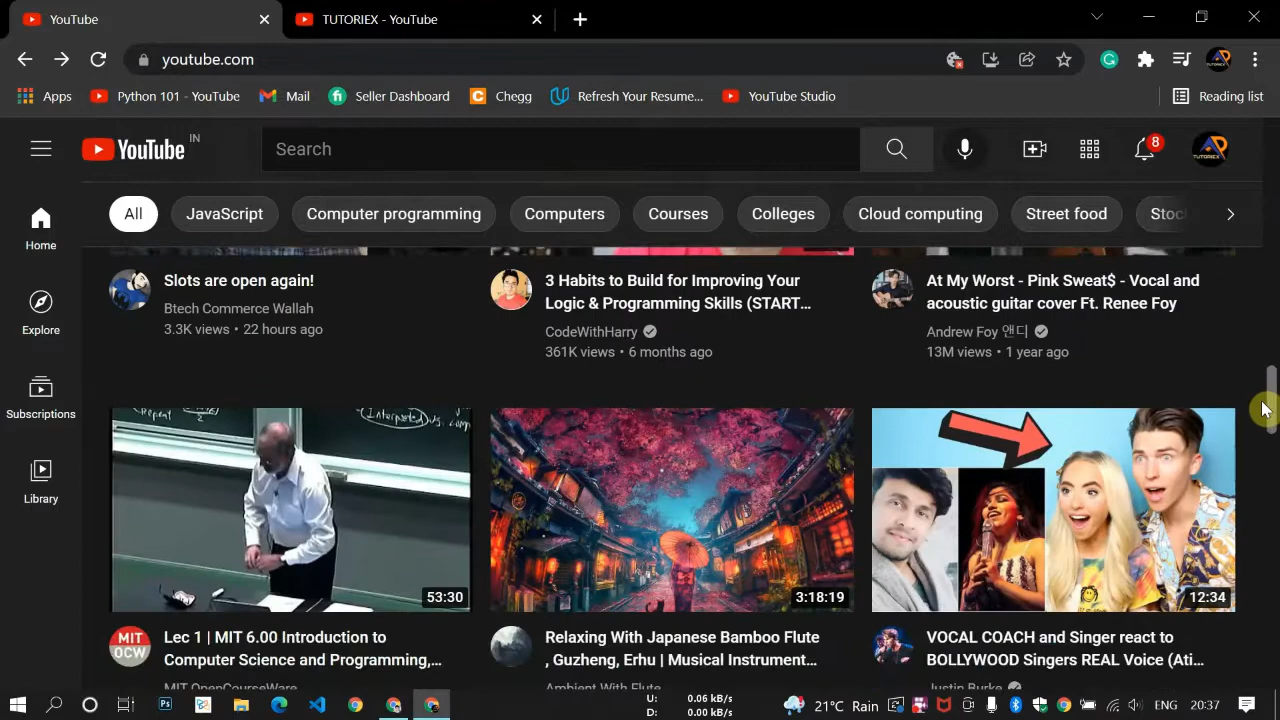 YouTube
TUTORIEX - YouTube
youtube.com
Apps
Python 101 - YouTube
Mail
Seller Dashboard
Chegg
Refresh Your Resume...
YouTube Studio
Reading list
YouTube IN
Search
8
TUTORIEX
All
JavaScript
Computer programming
Computers
Courses
Colleges
Cloud computing
Street food
Stoc
Home
Explore
Subscriptions
Library
Slots are open again!
Btech Commerce Wallah
3.3K views • 22 hours ago
3 Habits to Build for Improving Your
Logic & Programming Skills (START...
CodeWithHarry
361K views • 6 months ago
At My Worst - Pink Sweat$ - Vocal and
acoustic guitar cover Ft. Renee Foy
Andrew Foy 앤디
13M views • 1 year ago
Repeat
Interpreted
53:30
3:18:19
12:34
MIT
OCW
Lec 1 | MIT 6.00 Introduction to
Computer Science and Programming,...
MIT OpenCourseWare
Relaxing With Japanese Bamboo Flute
, Guzheng, Erhu | Musical Instrument...
Ambient With Flute
VOCAL COACH and Singer react to
BOLLYWOOD Singers REAL Voice (Ati...
Justin Burke
U: 0.06 kB/s
D: 0.00 kB/s
21°C Rain
ENG
20:37